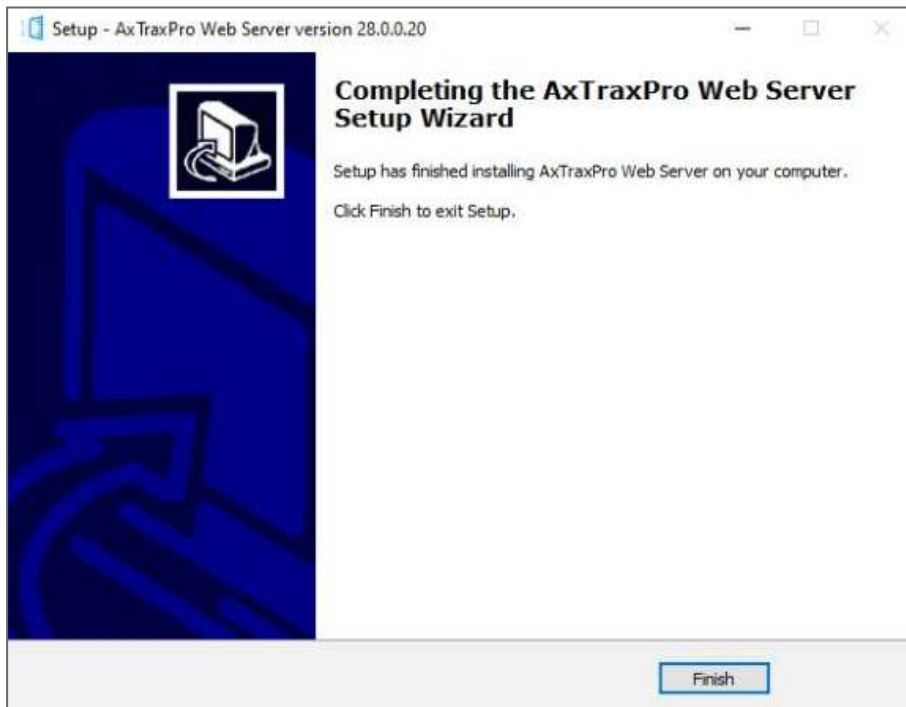 Setup - AxTraxPro Web Server version 28.0.0.20
Completing the AxTraxPro Web Server
Setup Wizard
Setup has finished installing AxTraxPro Web Server on your computer.
Click Finish to exit Setup.
Finish